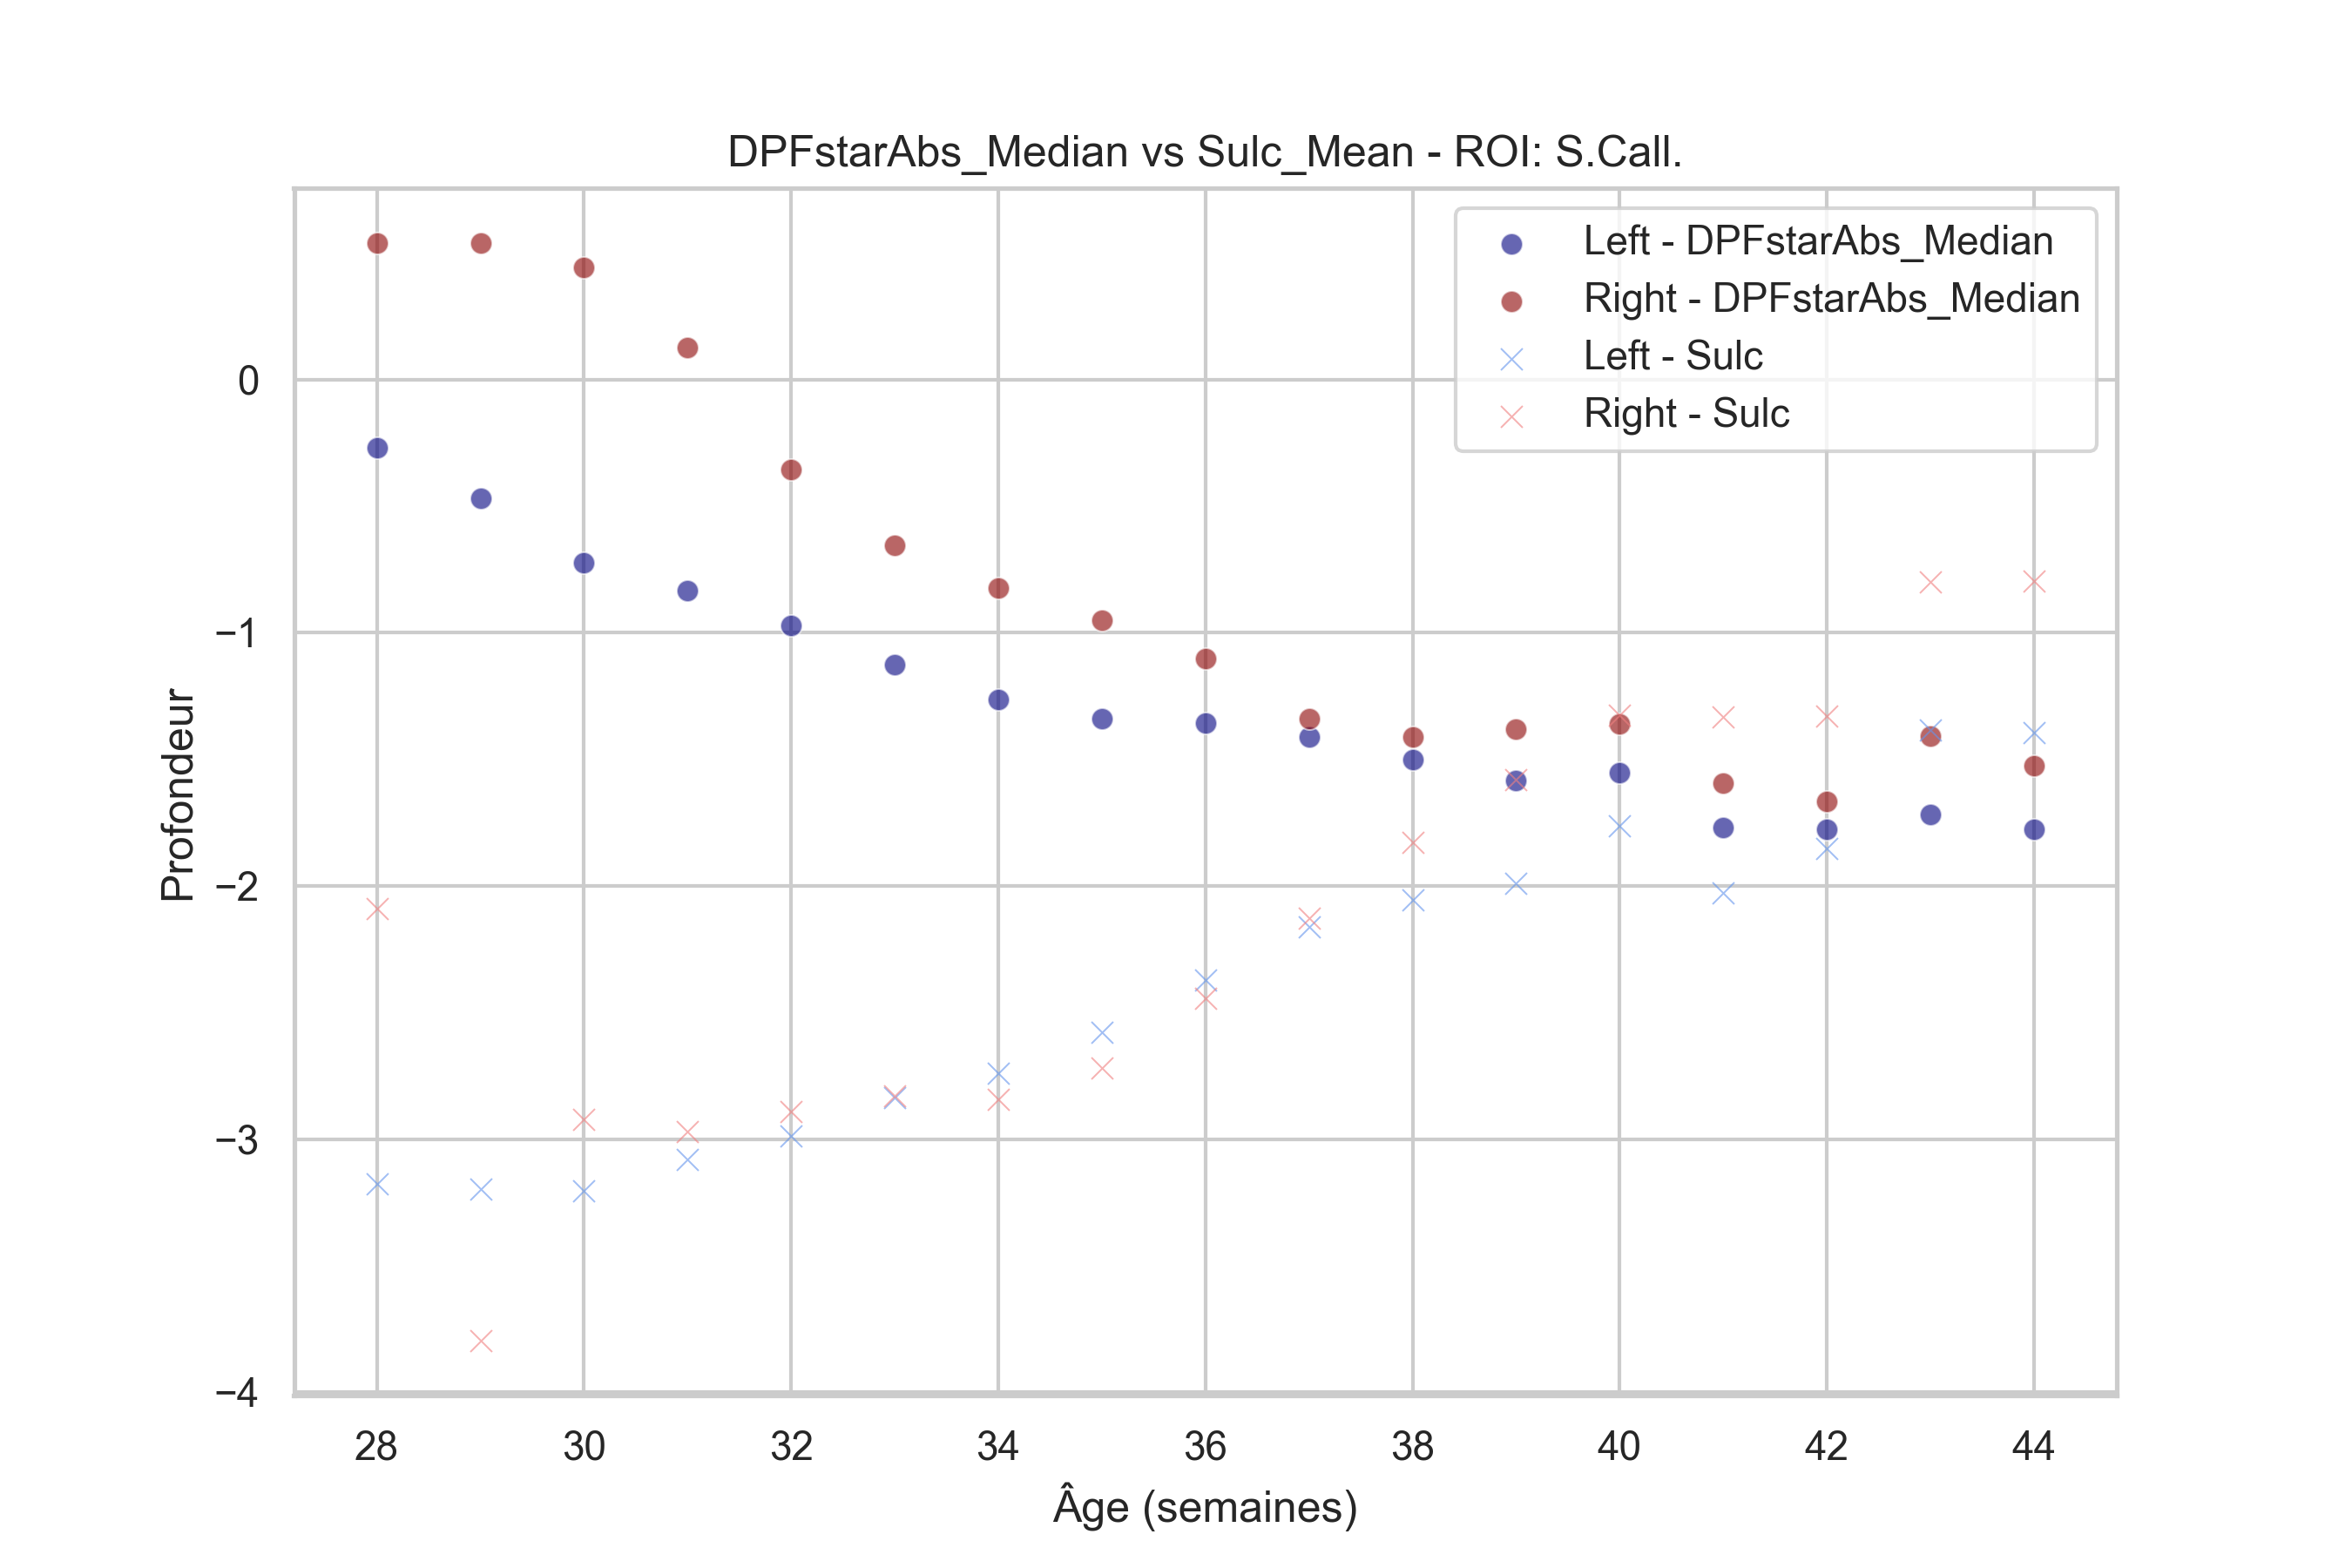 DPFstarAbs_Median vs Sulc_Mean - ROI: S.Call.
Left - DPFstarAbs_Median
Right - DPFstarAbs_Median
Left - Sulc
Right - Sulc
Profondeur
0
−1
−2
−3
−4
28 30 32 34 36 38 40 42 44
Âge (semaines)